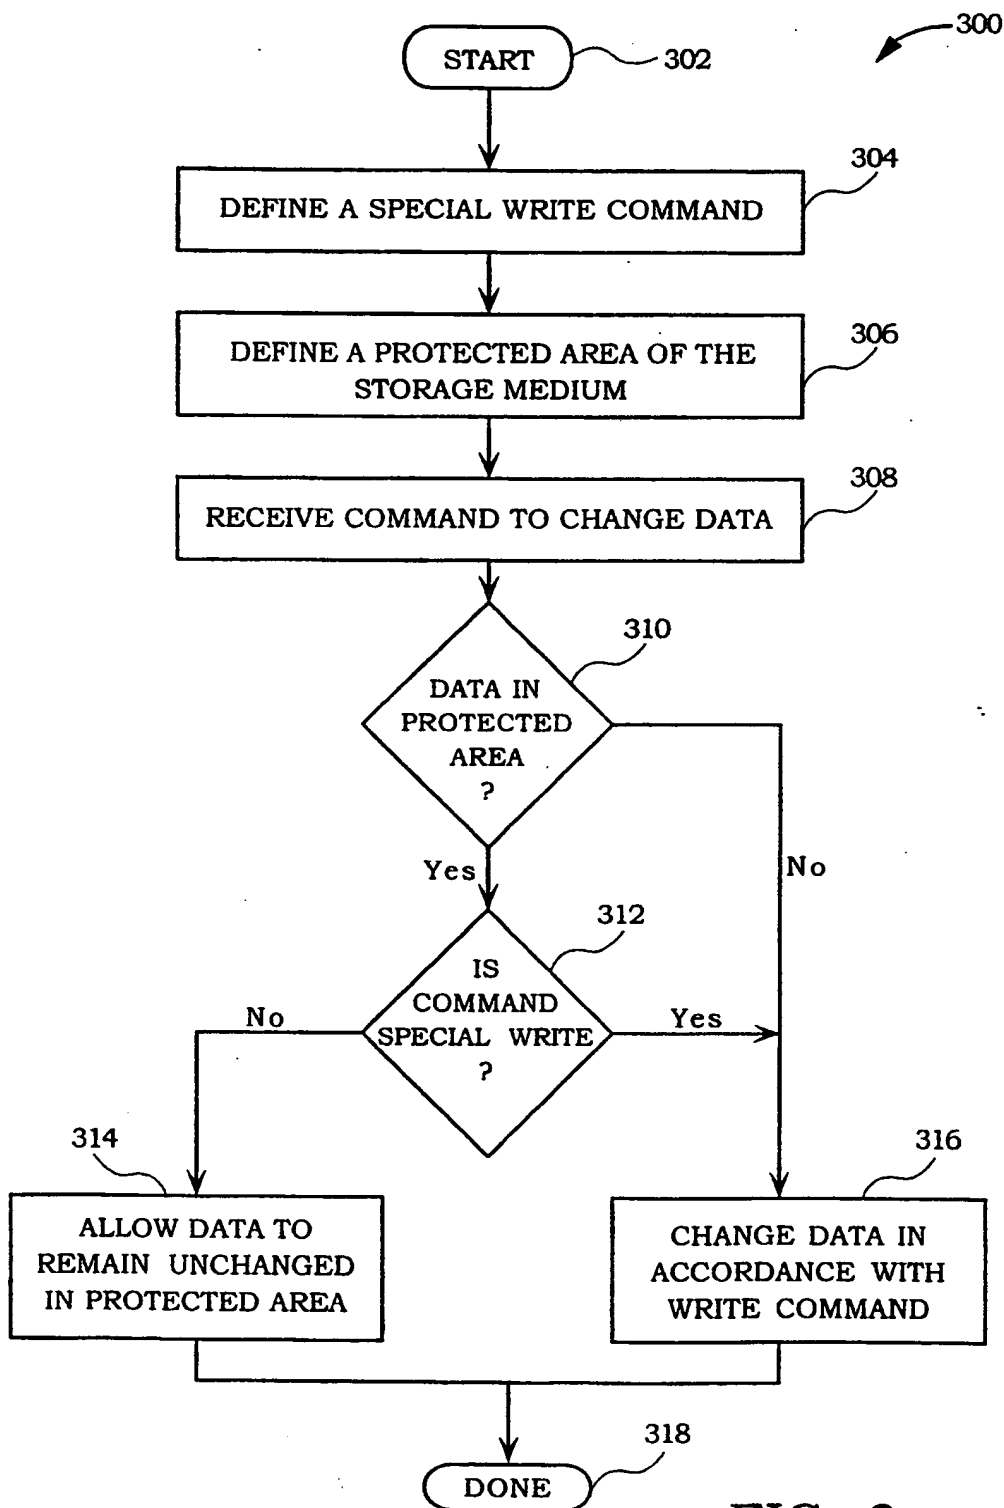 300
START
302
304
DEFINE A SPECIAL WRITE COMMAND
306
DEFINE A PROTECTED AREA OF THE
STORAGE MEDIUM
308
RECEIVE COMMAND TO CHANGE DATA
310
DATA IN
PROTECTED
AREA
?
Yes
No
312
IS
COMMAND
SPECIAL WRITE
?
No
Yes
314
316
ALLOW DATA TO
REMAIN UNCHANGED
IN PROTECTED AREA
CHANGE DATA IN
ACCORDANCE WITH
WRITE COMMAND
318
DONE